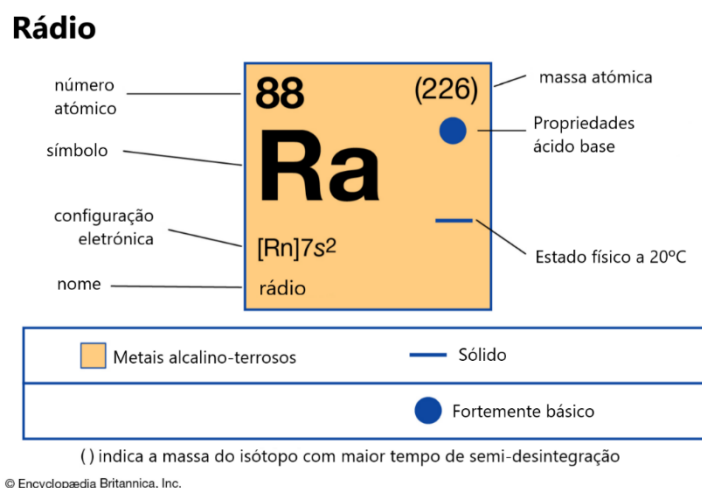 Rádio
número
atómico
88
(226)
massa atómica
símbolo
Ra
Propriedades
ácido base
configuração
eletrónica
[Rn]7s2
Estado físico a 20ºC
nome
rádio
Metais alcalino-terrosos
Sólido
Fortemente básico
( ) indica a massa do isótopo com maior tempo de semi-desintegração
© Encyclopædia Britannica, Inc.